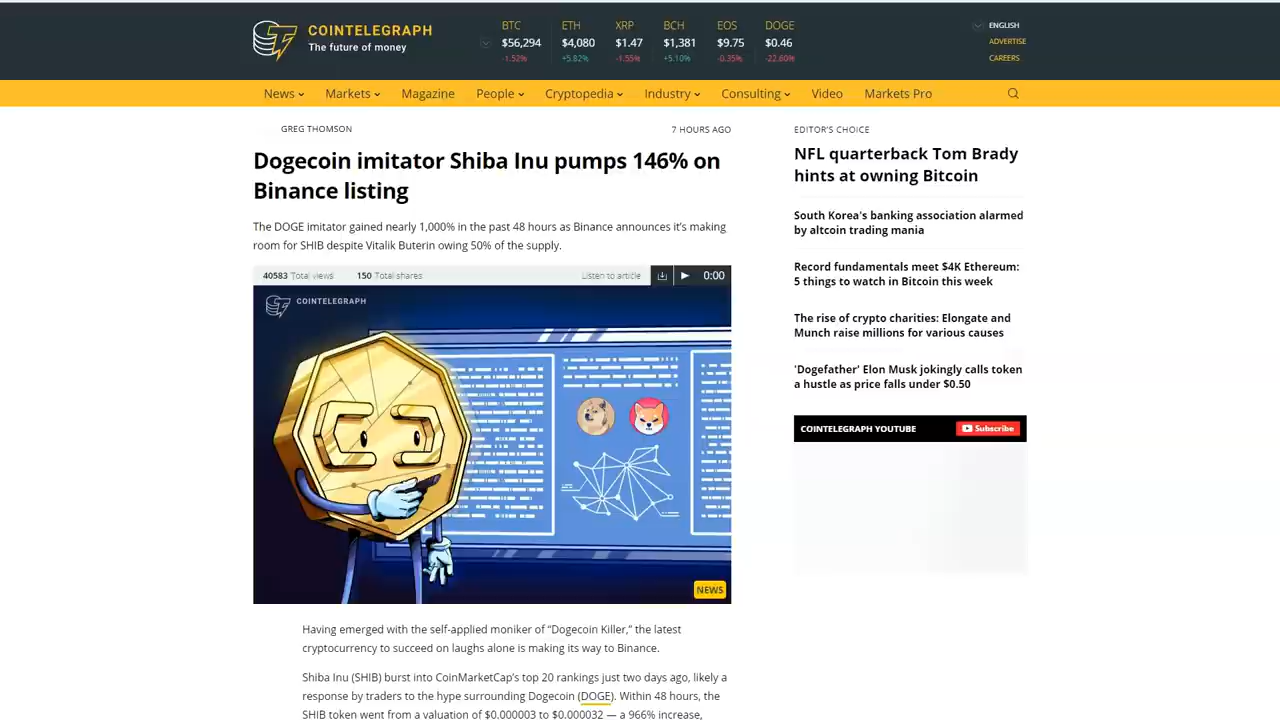 COINTELEGRAPH
The future of money
BTC
$56,294
-1.52%
ETH
$4,080
+5.82%
XRP
$1.47
-1.55%
BCH
$1,381
+5.10%
EOS
$9.75
-0.35%
DOGE
$0.46
-22.60%
ENGLISH
ADVERTISE
CAREERS
News Markets Magazine People Cryptopedia Industry Consulting Video Markets Pro
GREG THOMSON
7 HOURS AGO
Dogecoin imitator Shiba Inu pumps 146% on
Binance listing
The DOGE imitator gained nearly 1,000% in the past 48 hours as Binance announces it’s making
room for SHIB despite Vitalik Buterin owing 50% of the supply.
40583 Total views 150 Total shares Listen to article 0:00
COINTELEGRAPH
NEWS
Having emerged with the self-applied moniker of “Dogecoin Killer,” the latest
cryptocurrency to succeed on laughs alone is making its way to Binance.
Shiba Inu (SHIB) burst into CoinMarketCap’s top 20 rankings just two days ago, likely a
response by traders to the hype surrounding Dogecoin (DOGE). Within 48 hours, the
SHIB token went from a valuation of $0.000003 to $0.000032 — a 966% increase,
EDITOR'S CHOICE
NFL quarterback Tom Brady
hints at owning Bitcoin
South Korea's banking association alarmed
by altcoin trading mania
Record fundamentals meet $4K Ethereum:
5 things to watch in Bitcoin this week
The rise of crypto charities: Elongate and
Munch raise millions for various causes
'Dogefather' Elon Musk jokingly calls token
a hustle as price falls under $0.50
COINTELEGRAPH YOUTUBE
Subscribe